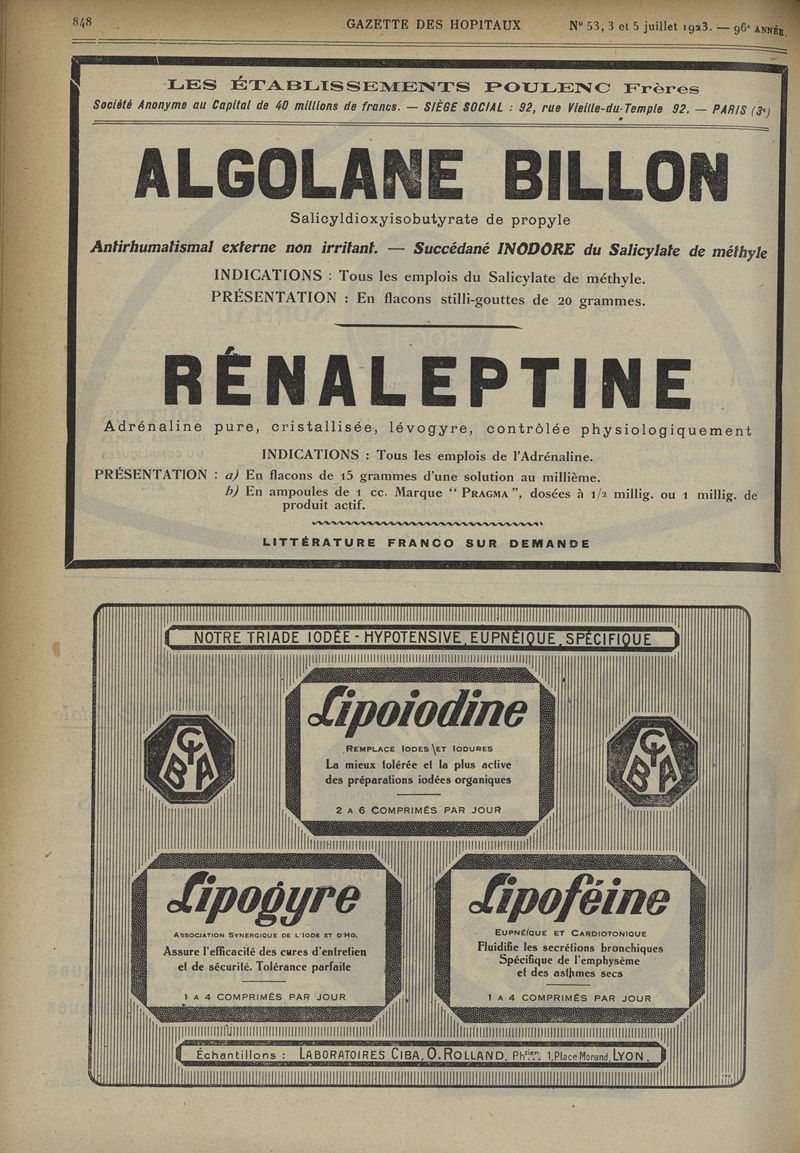 848 GAZETTE DES HOPITAUX N° 53, 3 et 5 juillet 1923. — 96e ANNÉE.
LES ÉTABLISSEMENTS POULENC Frères
Société Anonyme au Capital de 40 millions de francs. — SIÈGE SOCIAL : 92, rue Vieille-du-Temple 92. — PARIS (3e)
ALGOLANE BILLON
Salicyldioxyisobutyrate de propyle
Antirhumatismal externe non irritant. — Succédané INODORE du Salicylate de méthyle
INDICATIONS : Tous les emplois du Salicylate de méthyle.
PRÉSENTATION : En flacons stilli-gouttes de 20 grammes.
RÉNALEPTINE
Adrénaline pure, cristallisée, lévogyre, contrôlée physiologiquement
INDICATIONS : Tous les emplois de l'Adrénaline.
PRÉSENTATION : a) En flacons de 15 grammes d'une solution au millième.
b) En ampoules de 1 cc. Marque “ PRAGMA ”, dosées à 1/2 millig. ou 1 millig. de
produit actif.
LITTÉRATURE FRANCO SUR DEMANDE
NOTRE TRIADE IODÉE - HYPOTENSIVE, EUPNÉIQUE, SPÉCIFIQUE
Lipoiodine
REMPLACE IODES ET IODURES
La mieux tolérée et la plus active
des préparations iodées organiques
2 A 6 COMPRIMÉS PAR JOUR
CIBA
CIBA
Lipogyre
ASSOCIATION SYNERGIQUE DE L'IODE ET D'HG.
Assure l'efficacité des cures d'entretien
et de sécurité. Tolérance parfaite
1 A 4 COMPRIMÉS PAR JOUR
Lipoféine
EUPNÉÏQUE ET CARDIOTONIQUE
Fluidifie les secrétions bronchiques
Spécifique de l'emphysème
et des asthmes secs
1 A 4 COMPRIMÉS PAR JOUR
Échantillons : LABORATOIRES CIBA, O. ROLLAND, Phcien, 1, Place Morand, LYON.